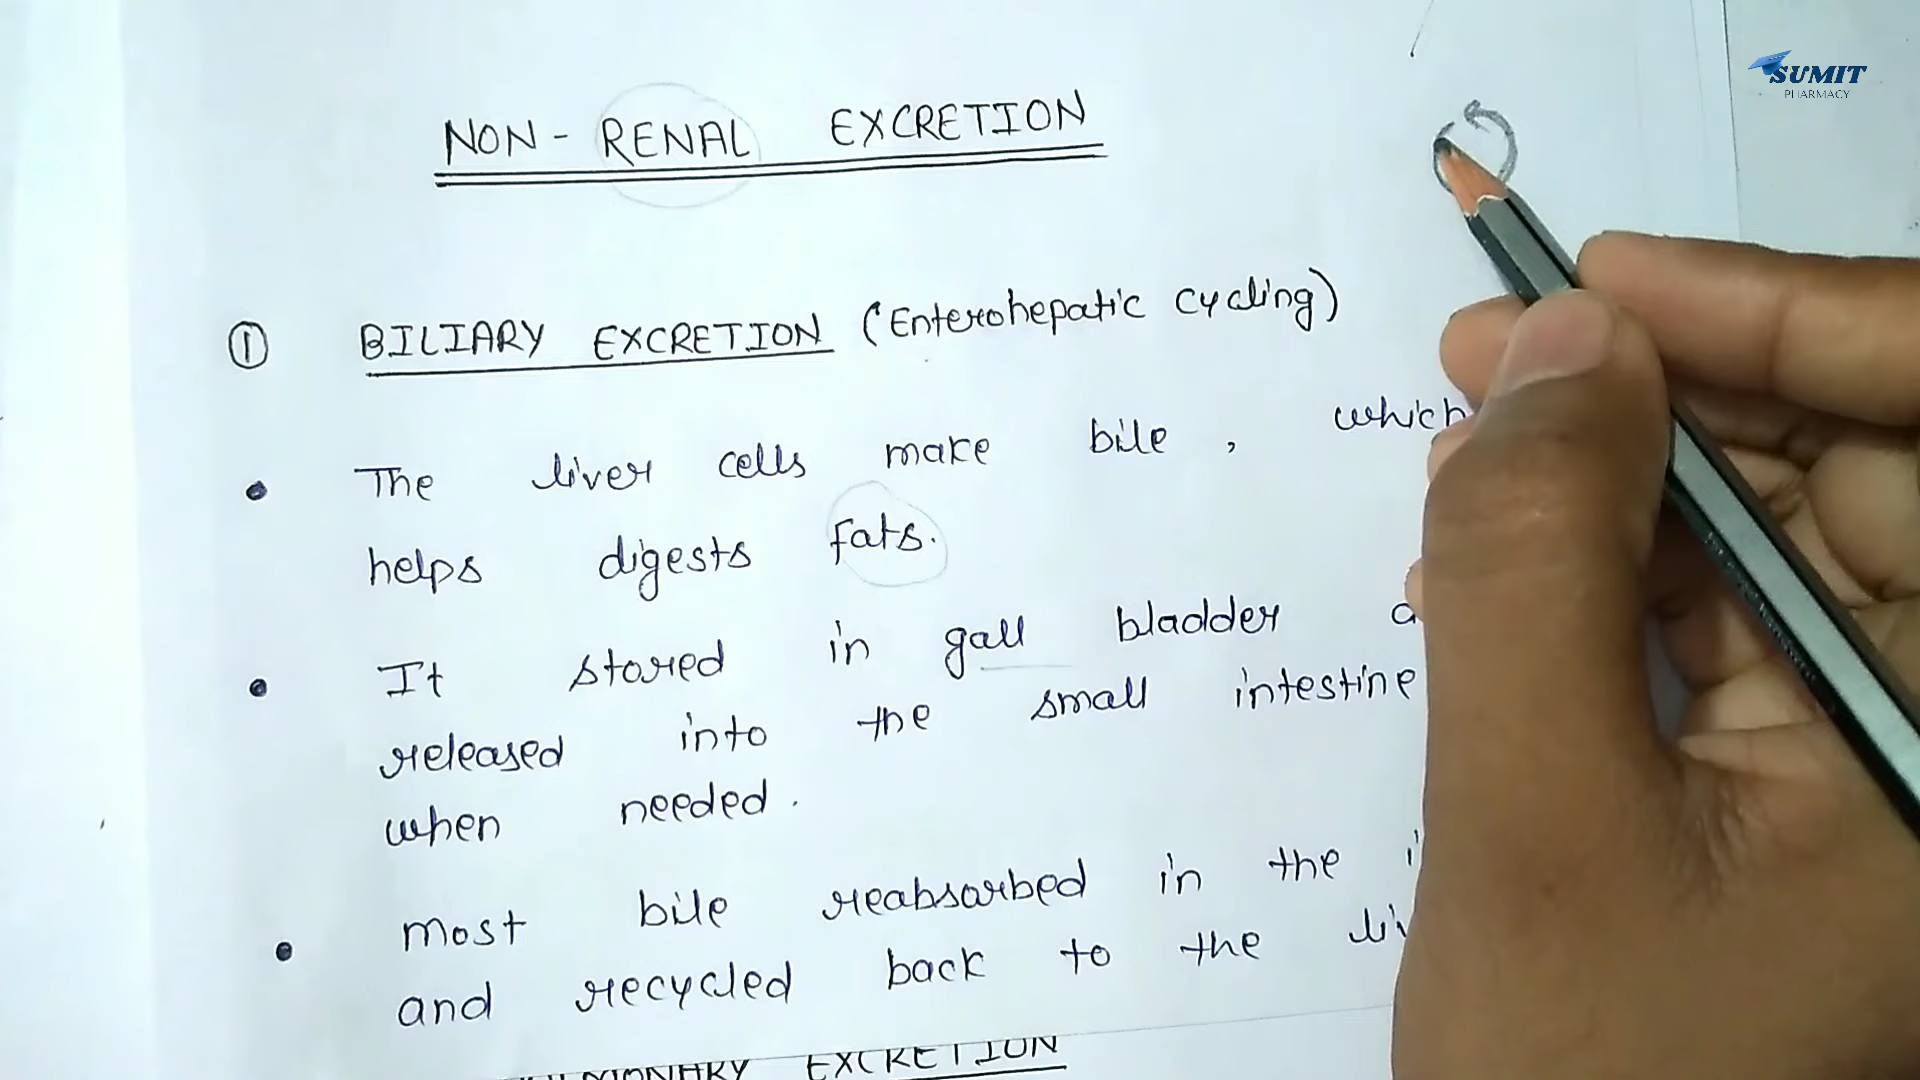 SUMIT
PHARMACY
NON-RENAL EXCRETION
① BILIARY EXCRETION (Enterohepatic cycling)
• The liver cells make bile, which
helps digests fats.
• It stored in gall bladder
released into the small intestine
when needed.
• most bile reabsorbed in the
and recycled back to the
EXCRETION